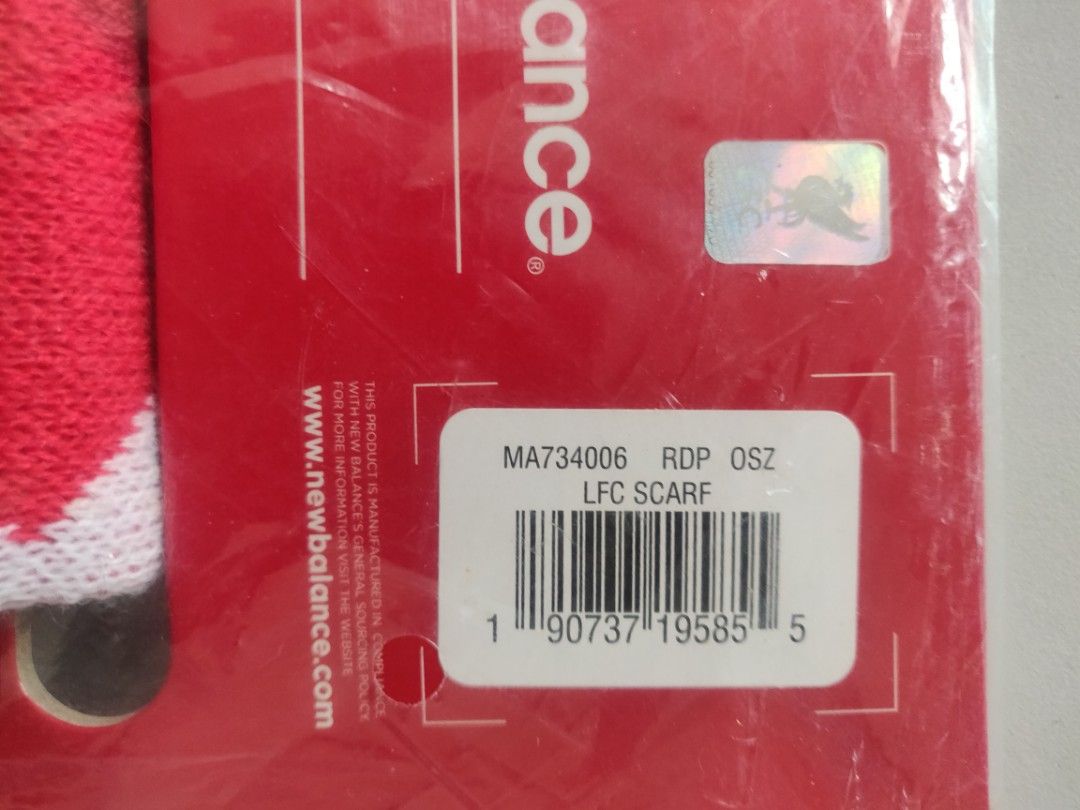 ance®
THIS PRODUCT IS MANUFACTURED IN COMPLIANCE
WITH NEW BALANCE'S GENERAL SOURCING POLICY
FOR MORE INFORMATION VISIT THE WEBSITE
www.newbalance.com
MA734006 RDP OSZ
LFC SCARF
1 90737 19585 5